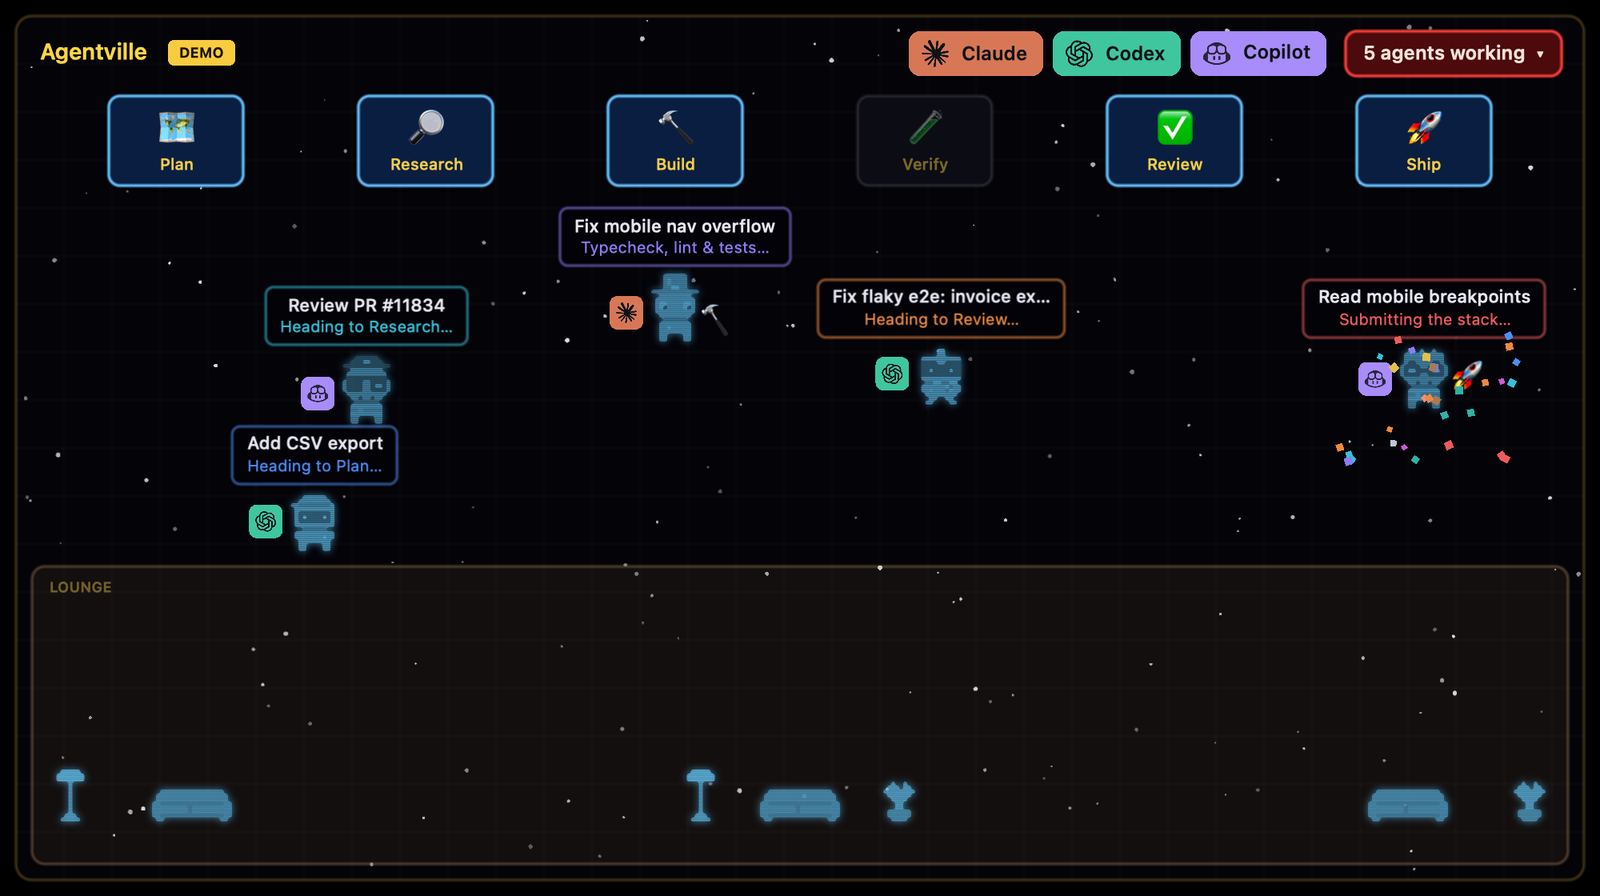 Agentville
DEMO
Claude
Codex
Copilot
5 agents working
Plan
Research
Build
Verify
Review
Ship
Fix mobile nav overflow
Typecheck, lint & tests...
Review PR #11834
Heading to Research...
Fix flaky e2e: invoice ex...
Heading to Review...
Read mobile breakpoints
Submitting the stack...
Add CSV export
Heading to Plan...
LOUNGE